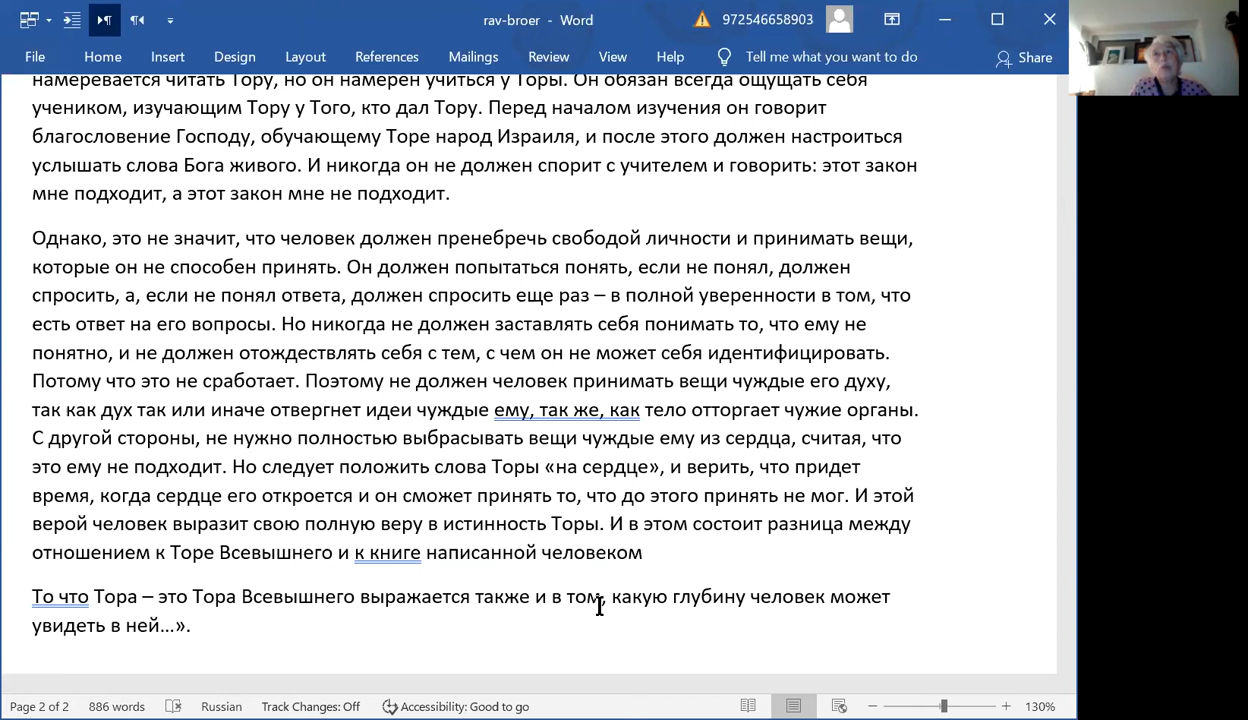 rav-broer - Word
972546658903
File Home Insert Design Layout References Mailings Review View Help Tell me what you want to do Share
намеревается читать Тору, но он намерен учиться у Торы. Он обязан всегда ощущать себя
учеником, изучающим Тору у Того, кто дал Тору. Перед началом изучения он говорит
благословение Господу, обучающему Торе народ Израиля, и после этого должен настроиться
услышать слова Бога живого. И никогда он не должен спорит с учителем и говорить: этот закон
мне подходит, а этот закон мне не подходит.
Однако, это не значит, что человек должен пренебречь свободой личности и принимать вещи,
которые он не способен принять. Он должен попытаться понять, если не понял, должен
спросить, а, если не понял ответа, должен спросить еще раз – в полной уверенности в том, что
есть ответ на его вопросы. Но никогда не должен заставлять себя понимать то, что ему не
понятно, и не должен отождествлять себя с тем, с чем он не может себя идентифицировать.
Потому что это не сработает. Поэтому не должен человек принимать вещи чуждые его духу,
так как дух так или иначе отвергнет идеи чуждые ему, так же, как тело отторгает чужие органы.
С другой стороны, не нужно полностью выбрасывать вещи чуждые ему из сердца, считая, что
это ему не подходит. Но следует положить слова Торы «на сердце», и верить, что придет
время, когда сердце его откроется и он сможет принять то, что до этого принять не мог. И этой
верой человек выразит свою полную веру в истинность Торы. И в этом состоит разница между
отношением к Торе Всевышнего и к книге написанной человеком
То что Тора – это Тора Всевышнего выражается также и в том, какую глубину человек может
увидеть в ней…».
Page 2 of 2 886 words Russian Track Changes: Off Accessibility: Good to go 130%